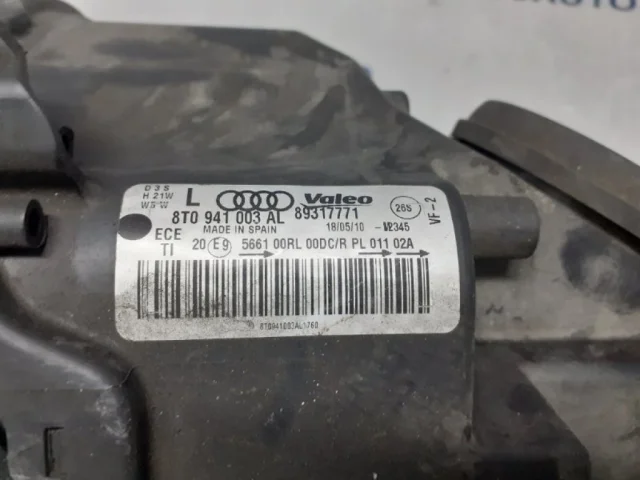 D3S
H 21W
W5W
L Valeo
8T0 941 003 AL 89317771
MADE IN SPAIN 18/05/10
26S
VF-2
ECE
TI
20 E9 5661 00RL 00DC/R PL 011 02A